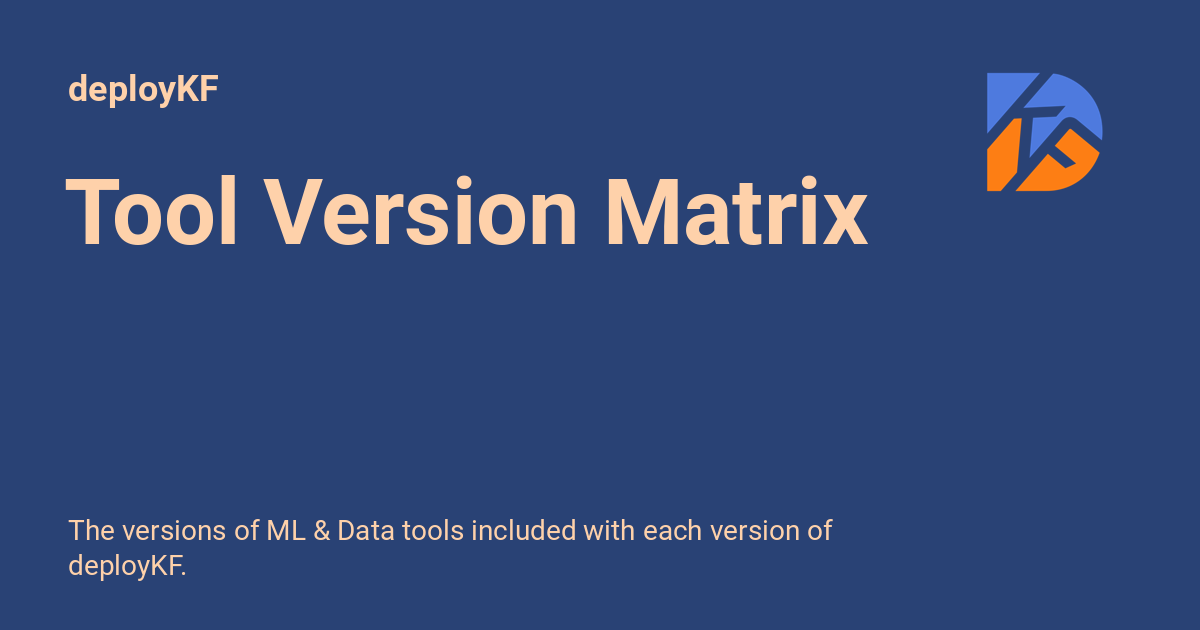 deployKF
Tool Version Matrix
The versions of ML & Data tools included with each version of
deployKF.